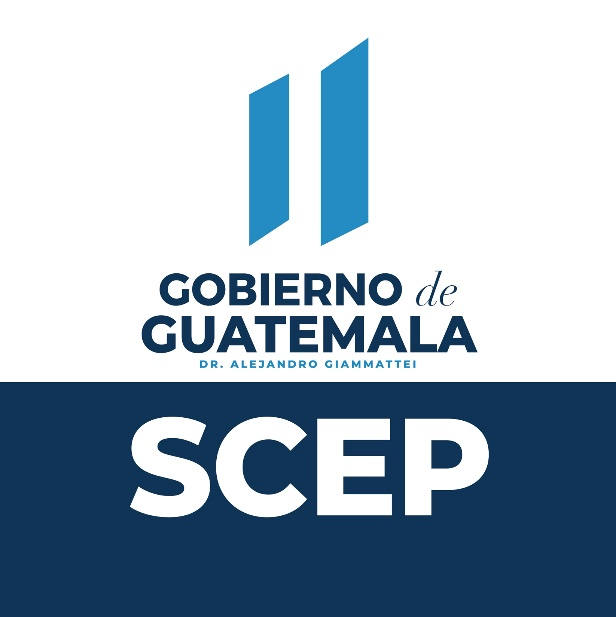 GOBIERNO de
GUATEMALA
DR. ALEJANDRO GIAMMATTEI
SCEP